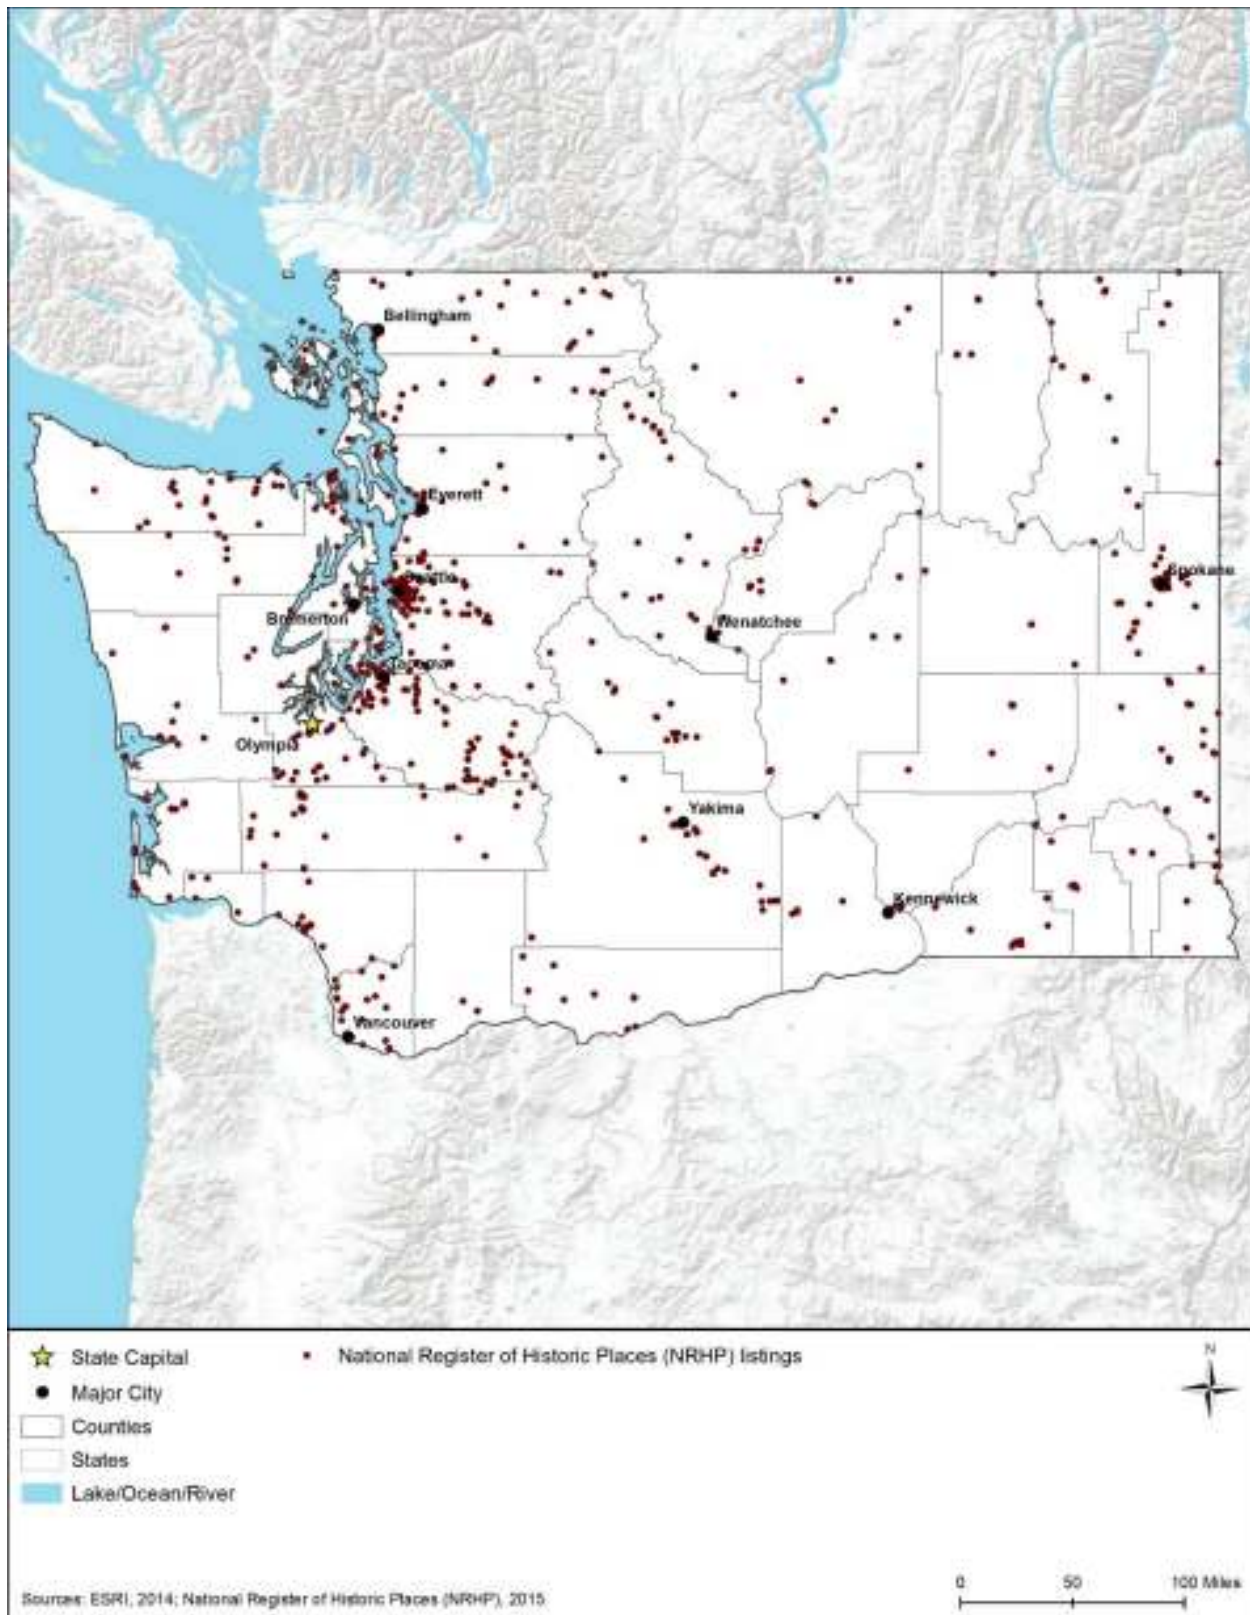 Bellingham
Everett
Seattle
Bremerton
Tacoma
Olympia
Spokane
Wenatchee
Yakima
Kennewick
Vancouver
State Capital
National Register of Historic Places (NRHP) listings
Major City
Counties
States
Lake/Ocean/River
N
Sources: ESRI, 2014; National Register of Historic Places (NRHP), 2015
0 50 100 Miles